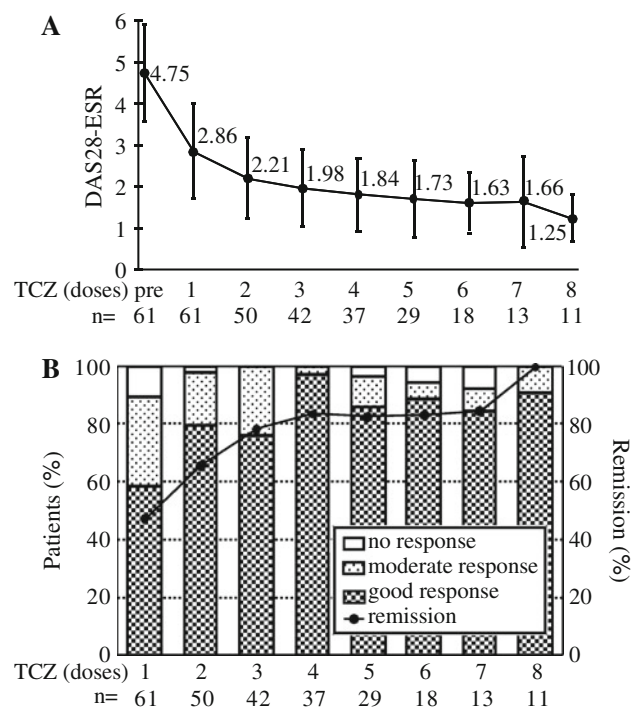 A
DAS28-ESR
6
5
4
3
2
1
0
4.75
2.86
2.21
1.98
1.84
1.73
1.63
1.66
1.25
TCZ (doses) pre 1 2 3 4 5 6 7 8
n= 61 61 50 42 37 29 18 13 11
B
Patients (%)
Remission (%)
100 100
80 80
60 60
40 40
20 20
0 0
no response
moderate response
good response
remission
TCZ (doses) 1 2 3 4 5 6 7 8
n= 61 50 42 37 29 18 13 11